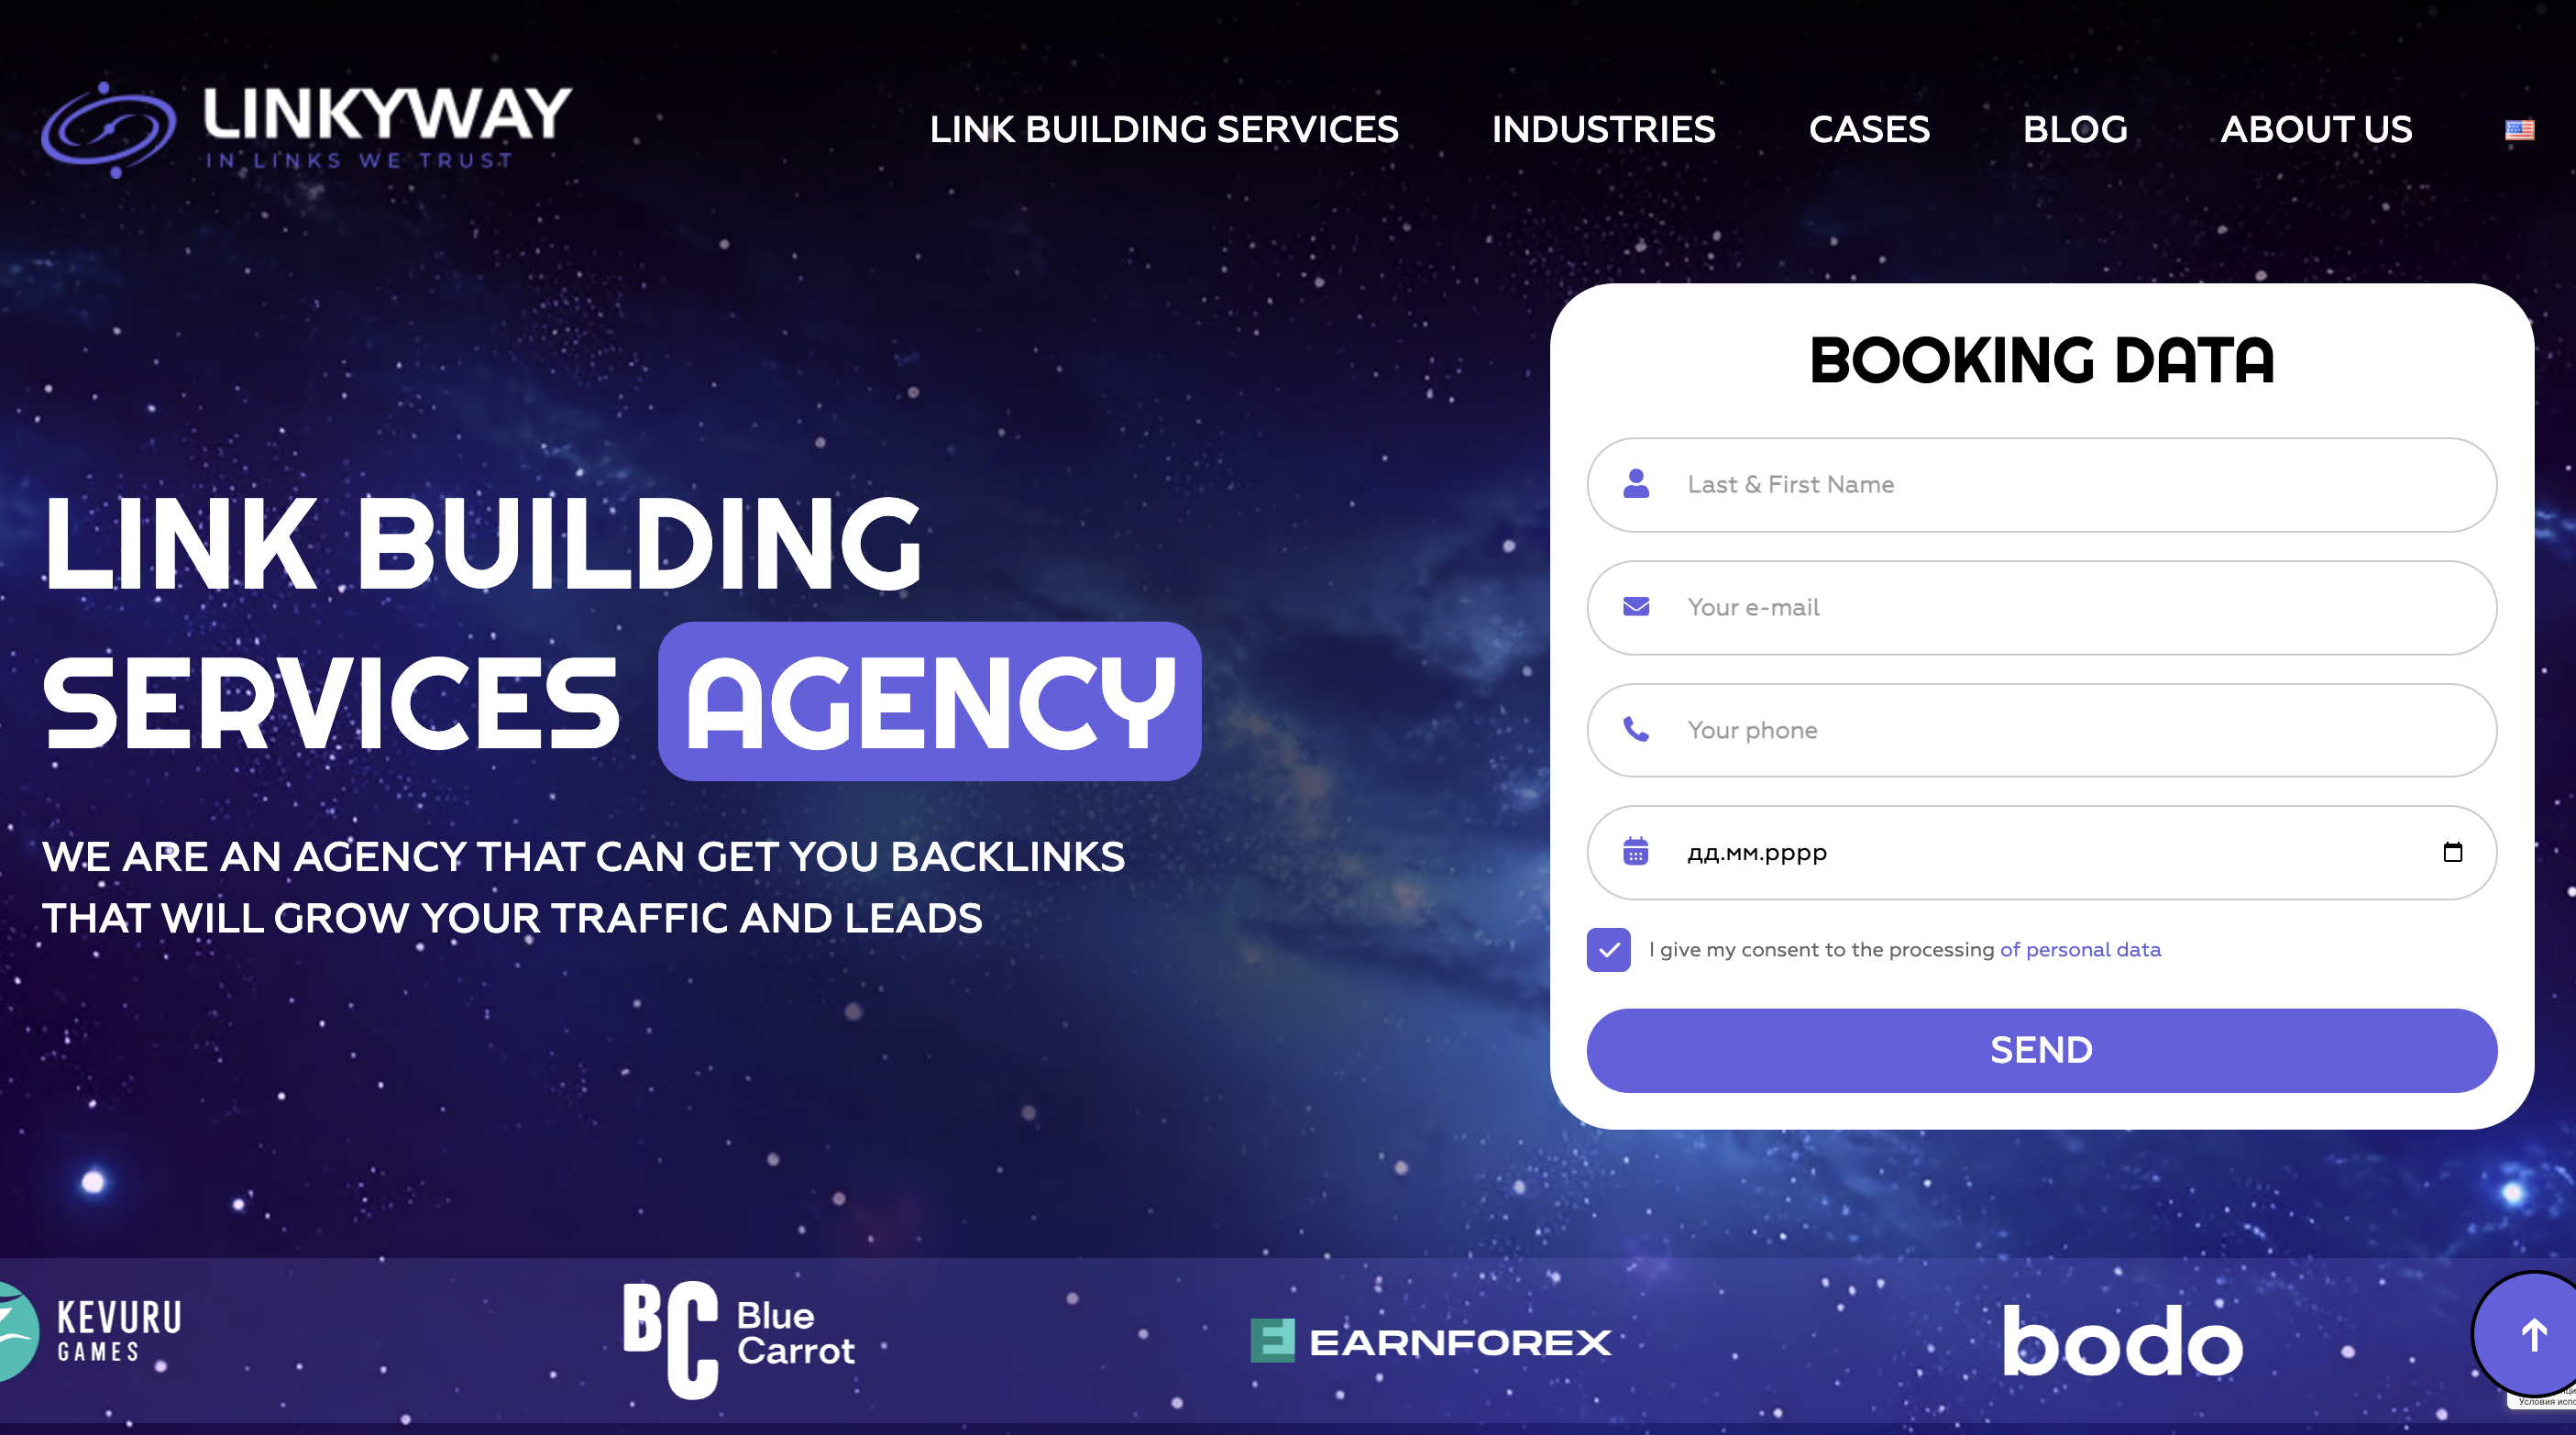 LINKYWAY
IN LINKS WE TRUST
LINK BUILDING SERVICES
INDUSTRIES
CASES
BLOG
ABOUT US
LINK BUILDING
SERVICES AGENCY
WE ARE AN AGENCY THAT CAN GET YOU BACKLINKS
THAT WILL GROW YOUR TRAFFIC AND LEADS
BOOKING DATA
Last & First Name
Your e-mail
Your phone
дд.мм.рррр
I give my consent to the processing of personal data
SEND
KEVURU
GAMES
BC
Blue
Carrot
E EARNFOREX
bodo
Условия